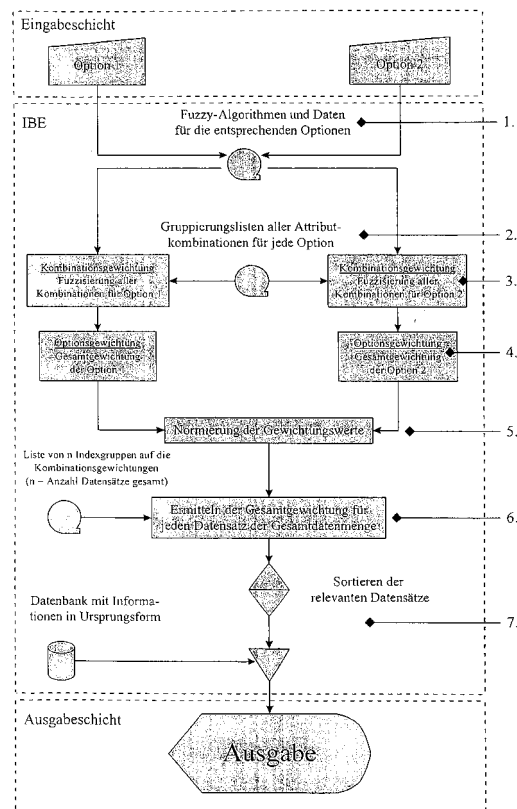 Eingabeschicht
Option 1
Option 2
IBE
Fuzzy-Algorithmen und Daten
für die entsprechenden Optionen
1.
Gruppierungslisten aller Attribut-
kombinationen für jede Option
2.
Kombinationsgewichtung
Fuzzisierung aller
Kombinationen für Option 1
Kombinationsgewichtung
Fuzzisierung aller
Kombinationen für Option 2
3.
Optionsgewichtung
Gesamtgewichtung
der Option 1
Optionsgewichtung
Gesamtgewichtung
der Option 2
4.
Normierung der Gewichtungswerte
5.
Liste von n Indexgruppen auf die
Kombinationsgewichtungen
(n – Anzahl Datensätze gesamt)
Ermitteln der Gesamtgewichtung für
jeden Datensatz der Gesamtdatenmenge
6.
Sortieren der
relevanten Datensätze
Datenbank mit Informa-
tionen in Ursprungsform
7.
Ausgabeschicht
Ausgabe